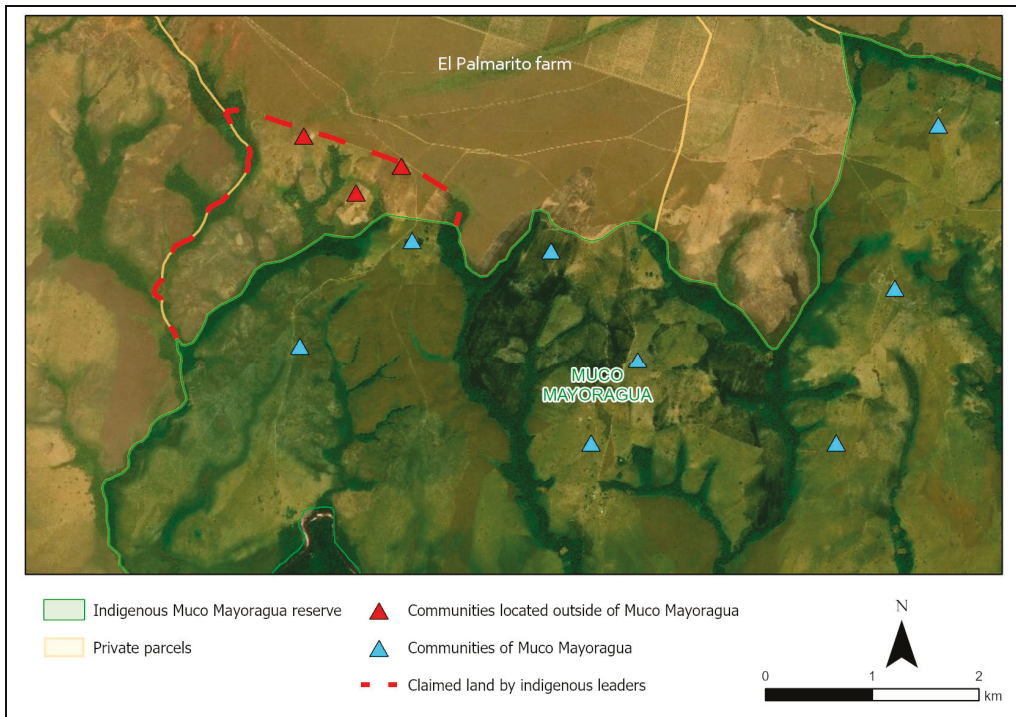 El Palmarito farm
MUCO
MAYORAGUA
Indigenous Muco Mayoragua reserve
Private parcels
Communities located outside of Muco Mayoragua
Communities of Muco Mayoragua
Claimed land by indigenous leaders
N
0 1 2
km